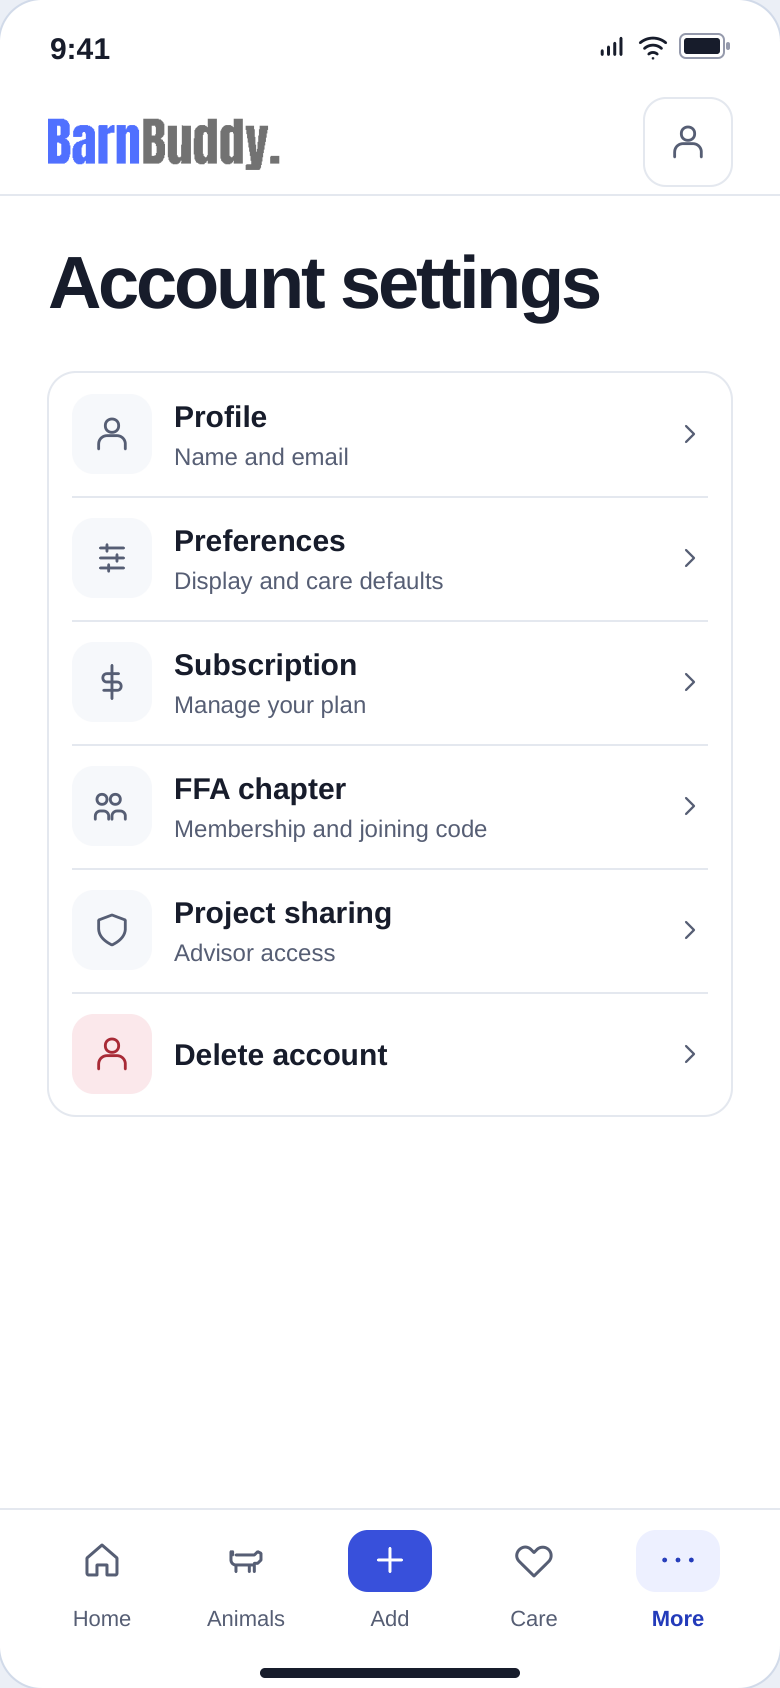 9:41
BarnBuddy.
Account settings
Profile
Name and email
Preferences
Display and care defaults
Subscription
Manage your plan
FFA chapter
Membership and joining code
Project sharing
Advisor access
Delete account
Home
Animals
Add
Care
More